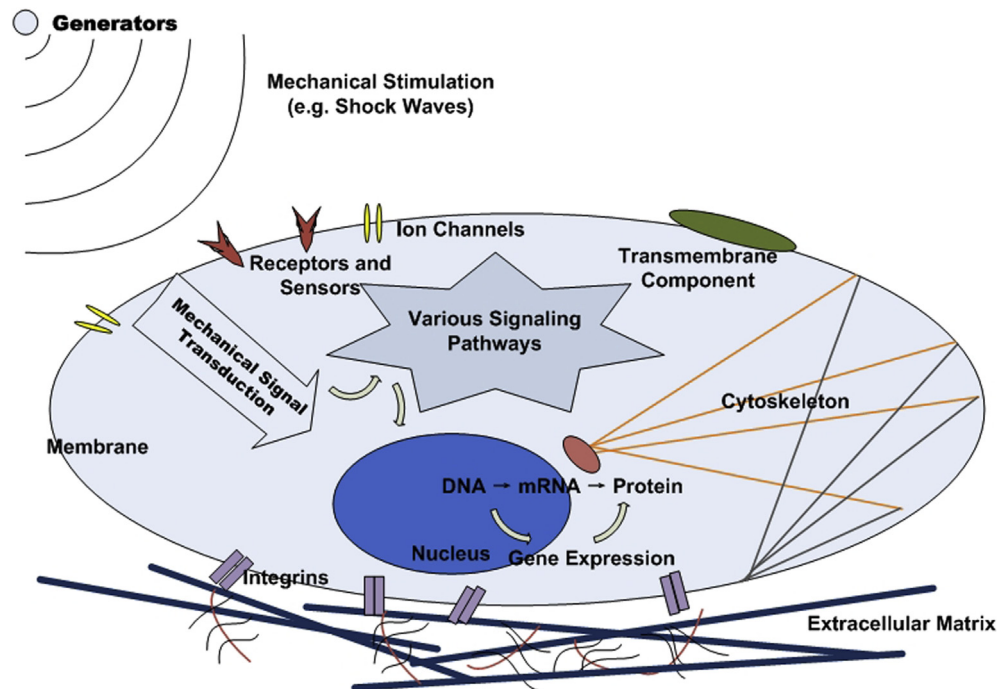 Generators
Mechanical Stimulation
(e.g. Shock Waves)
Ion Channels
Receptors and
Sensors
Transmembrane
Component
Mechanical Signal
Transduction
Various Signaling
Pathways
Cytoskeleton
Membrane
DNA → mRNA → Protein
Nucleus
Gene Expression
Integrins
Extracellular Matrix